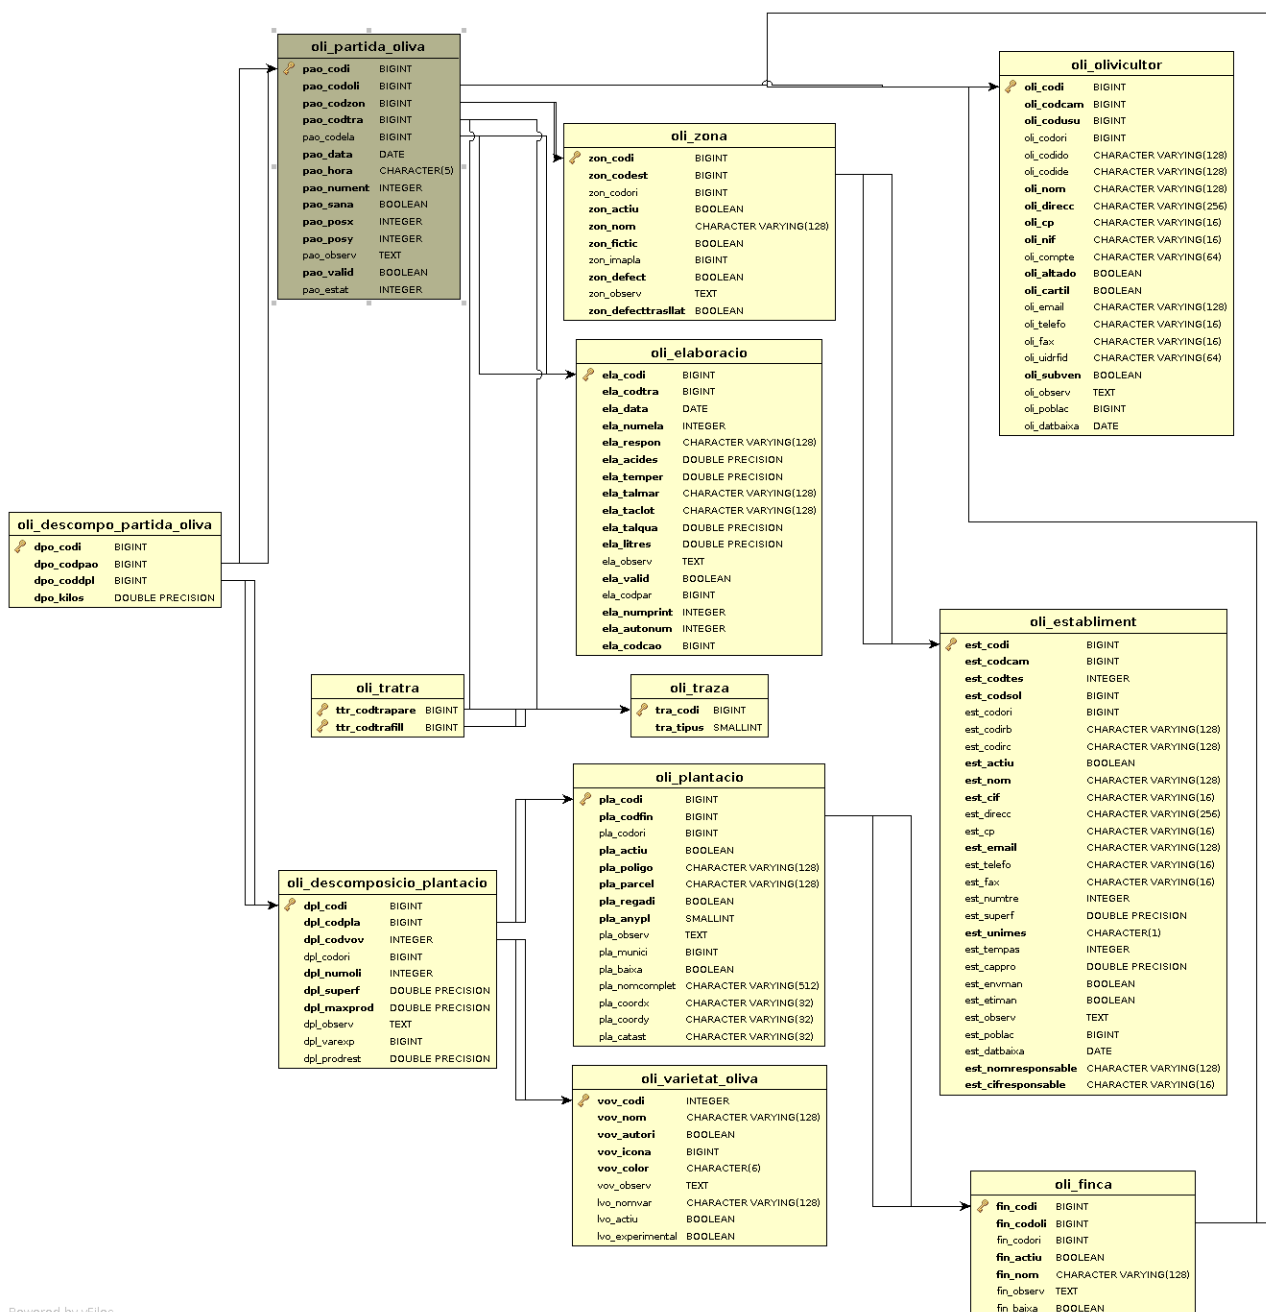 oli_partida_oliva
pao_codi BIGINT
pao_codoli BIGINT
pao_codzon BIGINT
pao_codtra BIGINT
pao_codela BIGINT
pao_data DATE
pao_hora CHARACTER(5)
pao_nument INTEGER
pao_sana BOOLEAN
pao_posx INTEGER
pao_posy INTEGER
pao_observ TEXT
pao_valid BOOLEAN
pao_estat INTEGER
oli_zona
zon_codi BIGINT
zon_codest BIGINT
zon_codori BIGINT
zon_actiu BOOLEAN
zon_nom CHARACTER VARYING(128)
zon_fictic BOOLEAN
zon_imapla BIGINT
zon_defect BOOLEAN
zon_observ TEXT
zon_defecttrasllat BOOLEAN
oli_olivicultor
oli_codi BIGINT
oli_codcam BIGINT
oli_codusu BIGINT
oli_codori BIGINT
oli_codido CHARACTER VARYING(128)
oli_codide CHARACTER VARYING(128)
oli_nom CHARACTER VARYING(128)
oli_direcc CHARACTER VARYING(256)
oli_cp CHARACTER VARYING(16)
oli_nif CHARACTER VARYING(16)
oli_compte CHARACTER VARYING(64)
oli_altado BOOLEAN
oli_cartil BOOLEAN
oli_email CHARACTER VARYING(128)
oli_telefo CHARACTER VARYING(16)
oli_fax CHARACTER VARYING(16)
oli_uidrfid CHARACTER VARYING(64)
oli_subven BOOLEAN
oli_observ TEXT
oli_poblac BIGINT
oli_datbaixa DATE
oli_elaboracio
ela_codi BIGINT
ela_codtra BIGINT
ela_data DATE
ela_numela INTEGER
ela_respon CHARACTER VARYING(128)
ela_acides DOUBLE PRECISION
ela_temper DOUBLE PRECISION
ela_talmar CHARACTER VARYING(128)
ela_taclot CHARACTER VARYING(128)
ela_talqua DOUBLE PRECISION
ela_litres DOUBLE PRECISION
ela_observ TEXT
ela_valid BOOLEAN
ela_codpar BIGINT
ela_numprint INTEGER
ela_autonum INTEGER
ela_codcao BIGINT
oli_descompo_partida_oliva
dpo_codi BIGINT
dpo_codpao BIGINT
dpo_coddpl BIGINT
dpo_kilos DOUBLE PRECISION
oli_establiment
est_codi BIGINT
est_codcam BIGINT
est_codtes INTEGER
est_codsol BIGINT
est_codori BIGINT
est_codirb CHARACTER VARYING(128)
est_codirc CHARACTER VARYING(128)
est_actiu BOOLEAN
est_nom CHARACTER VARYING(128)
est_cif CHARACTER VARYING(16)
est_direcc CHARACTER VARYING(256)
est_cp CHARACTER VARYING(16)
est_email CHARACTER VARYING(128)
est_telefo CHARACTER VARYING(16)
est_fax CHARACTER VARYING(16)
est_numtre INTEGER
est_superf DOUBLE PRECISION
est_unimes CHARACTER(1)
est_tempas INTEGER
est_cappro DOUBLE PRECISION
est_envman BOOLEAN
est_etiman BOOLEAN
est_observ TEXT
est_poblac BIGINT
est_datbaixa DATE
est_nomresponsable CHARACTER VARYING(128)
est_cifresponsable CHARACTER VARYING(16)
oli_tratra
ttr_codtrapare BIGINT
ttr_codtrafill BIGINT
oli_traza
tra_codi BIGINT
tra_tipus SMALLINT
oli_plantacio
pla_codi BIGINT
pla_codfin BIGINT
pla_codori BIGINT
pla_actiu BOOLEAN
pla_poligo CHARACTER VARYING(128)
pla_parcel CHARACTER VARYING(128)
pla_regadi BOOLEAN
pla_anypl SMALLINT
pla_observ TEXT
pla_munici BIGINT
pla_baixa BOOLEAN
pla_nomcomplet CHARACTER VARYING(512)
pla_coordx CHARACTER VARYING(32)
pla_coordy CHARACTER VARYING(32)
pla_catast CHARACTER VARYING(32)
oli_descomposicio_plantacio
dpl_codi BIGINT
dpl_codpla BIGINT
dpl_codvov INTEGER
dpl_codori BIGINT
dpl_numoli INTEGER
dpl_superf DOUBLE PRECISION
dpl_maxprod DOUBLE PRECISION
dpl_observ TEXT
dpl_varexp BIGINT
dpl_prodrest DOUBLE PRECISION
oli_varietat_oliva
vov_codi INTEGER
vov_nom CHARACTER VARYING(128)
vov_autori BOOLEAN
vov_icona BIGINT
vov_color CHARACTER(6)
vov_observ TEXT
lvo_nomvar CHARACTER VARYING(128)
lvo_actiu BOOLEAN
lvo_experimental BOOLEAN
oli_finca
fin_codi BIGINT
fin_codoli BIGINT
fin_codori BIGINT
fin_actiu BOOLEAN
fin_nom CHARACTER VARYING(128)
fin_observ TEXT
fin_baixa BOOLEAN
Powered by yFiles